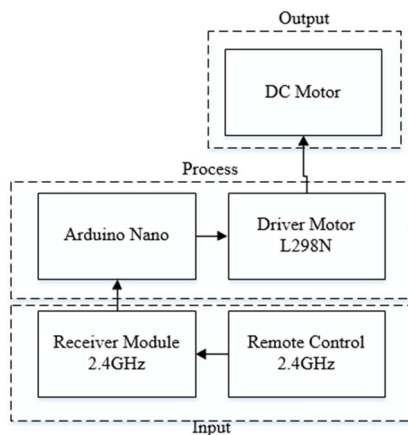 Output
DC Motor
Process
Arduino Nano
Driver Motor
L298N
Receiver Module
2.4GHz
Remote Control
2.4GHz
Input